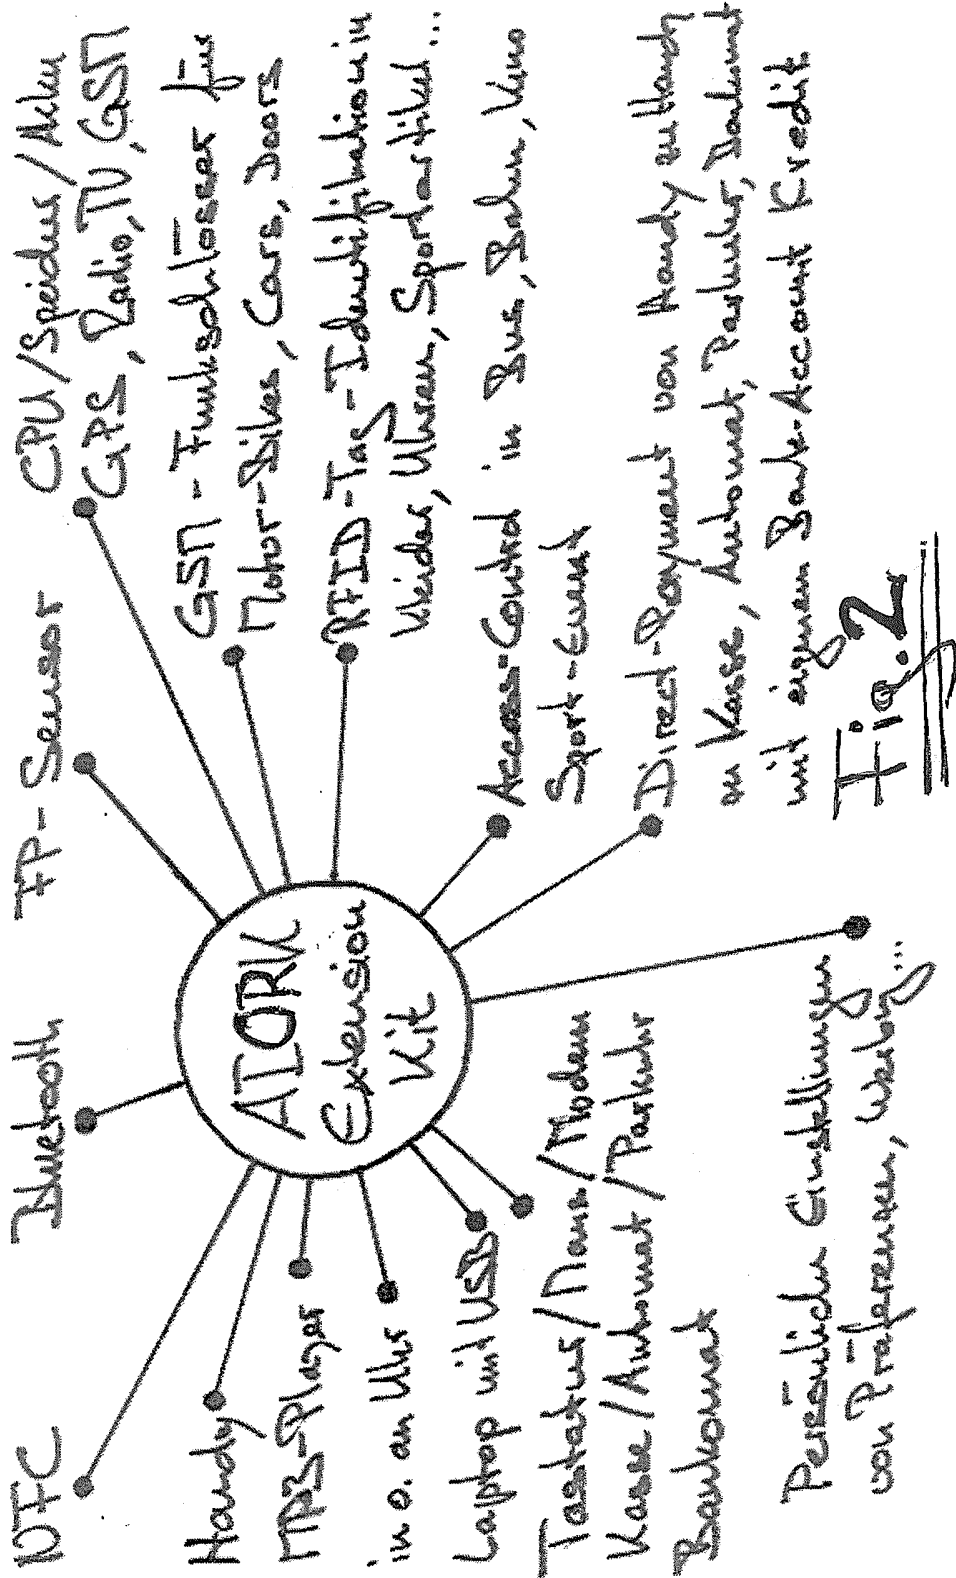 NFC
Bluetooth
FP-Sensor
CPU/Speicher/Akku
GPS, Radio, TV, GSM
Handy
MP3-Player
in o. an Uhr
Laptop mit USB
Tastatur/Maus/Modem
Kasse/Automat/Parkuhr
Bankomat
Persönliche Einstellungen
von Präferenzen, Werbg...
AIORK
Extension
Kit
GSM-Funkschlösser für
Motor-Bikes, Cars, Doors
RFID-Tag-Identifikation in
Kleider, Uhren, Sportartikel...
Access-Control in Bus, Bahn, Kino
Sport-Event
Direct-Payment von Handy zu Handy
an Kasse, Automat, Parkuhr, Bankomat
mit eigenem Bank-Account Kredit.
Fig. 2